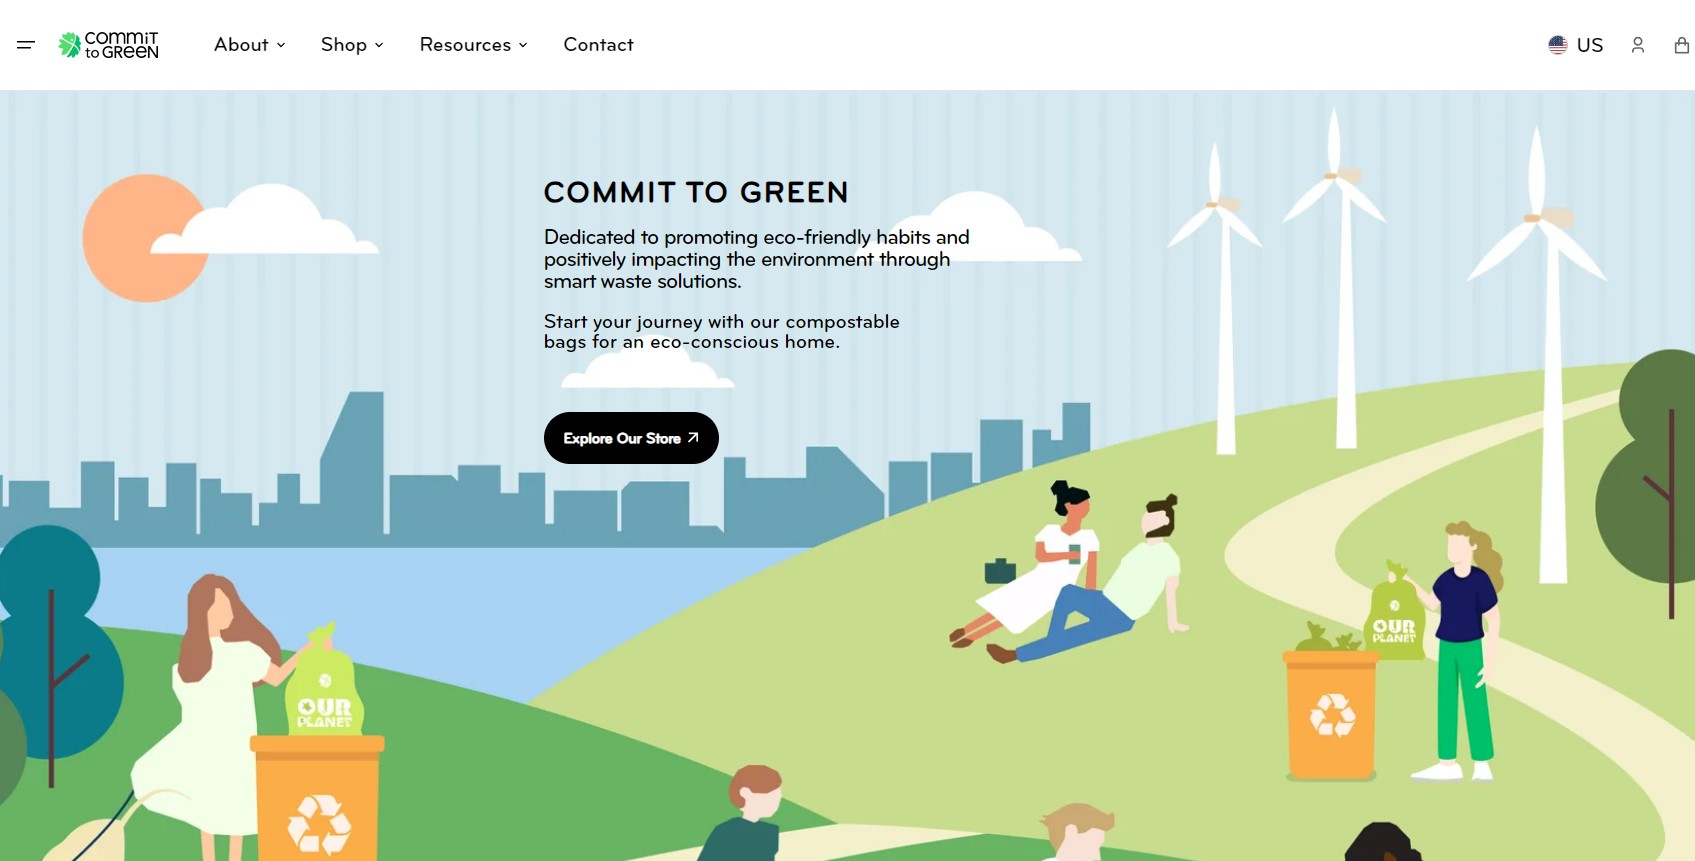 COMMIT
to GREEN
About
Shop
Resources
Contact
US
COMMIT TO GREEN
Dedicated to promoting eco-friendly habits and
positively impacting the environment through
smart waste solutions.
Start your journey with our compostable
bags for an eco-conscious home.
Explore Our Store
OUR
PLANET
OUR
PLANET